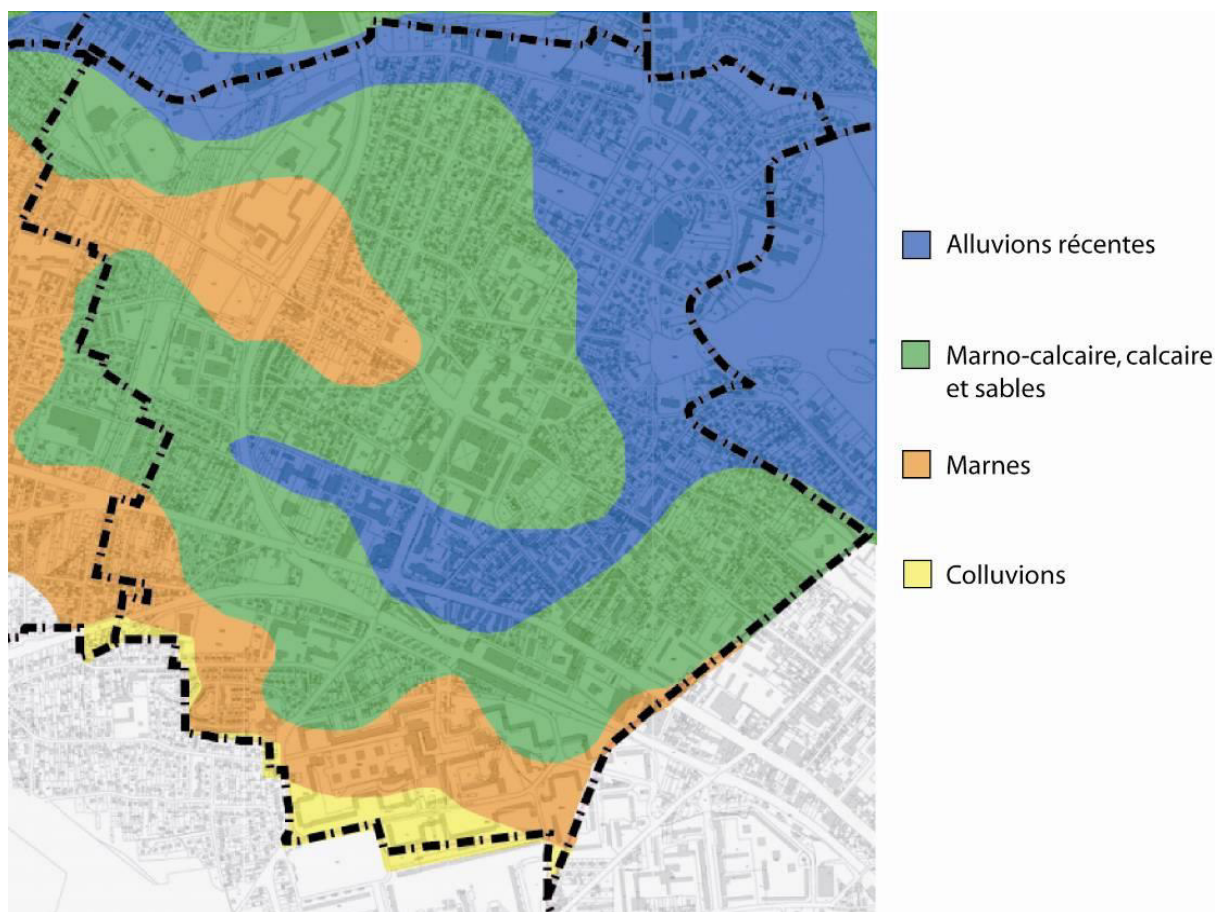 Alluvions récentes
Marno-calcaire, calcaire
et sables
Marnes
Colluvions